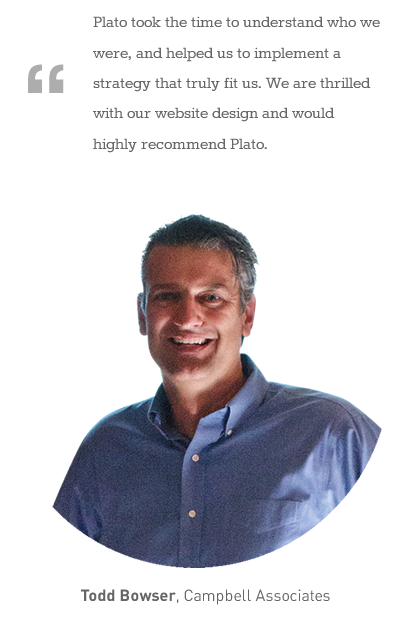 Plato took the time to understand who we
were, and helped us to implement a
strategy that truly fit us. We are thrilled
with our website design and would
highly recommend Plato.
Todd Bowser, Campbell Associates